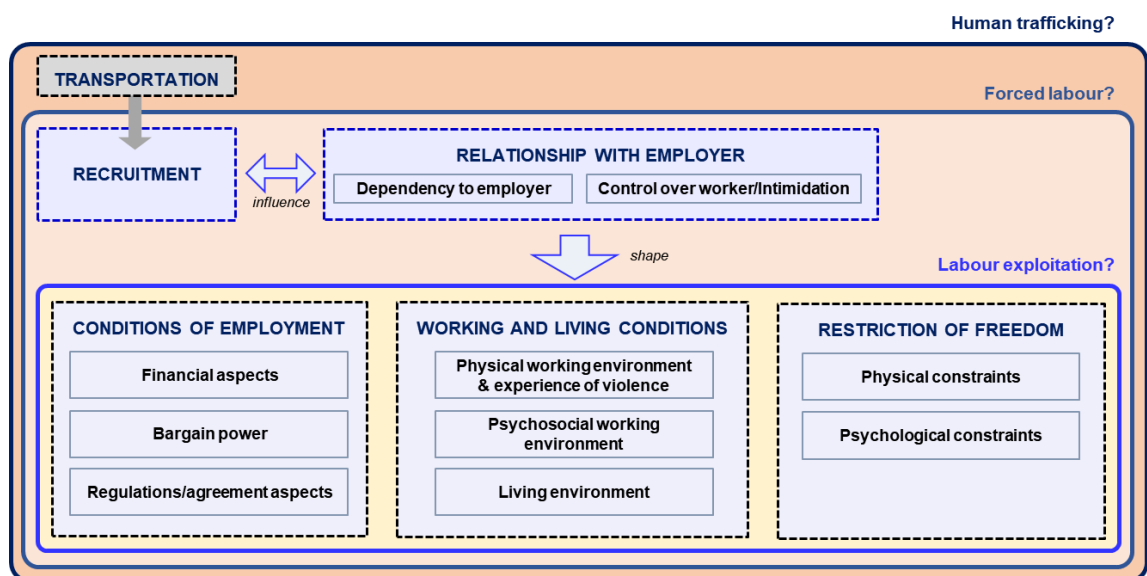 Human trafficking?
TRANSPORTATION
Forced labour?
RECRUITMENT
influence
RELATIONSHIP WITH EMPLOYER
Dependency to employer
Control over worker/Intimidation
shape
Labour exploitation?
CONDITIONS OF EMPLOYMENT
Financial aspects
Bargain power
Regulations/agreement aspects
WORKING AND LIVING CONDITIONS
Physical working environment
& experience of violence
Psychosocial working
environment
Living environment
RESTRICTION OF FREEDOM
Physical constraints
Psychological constraints